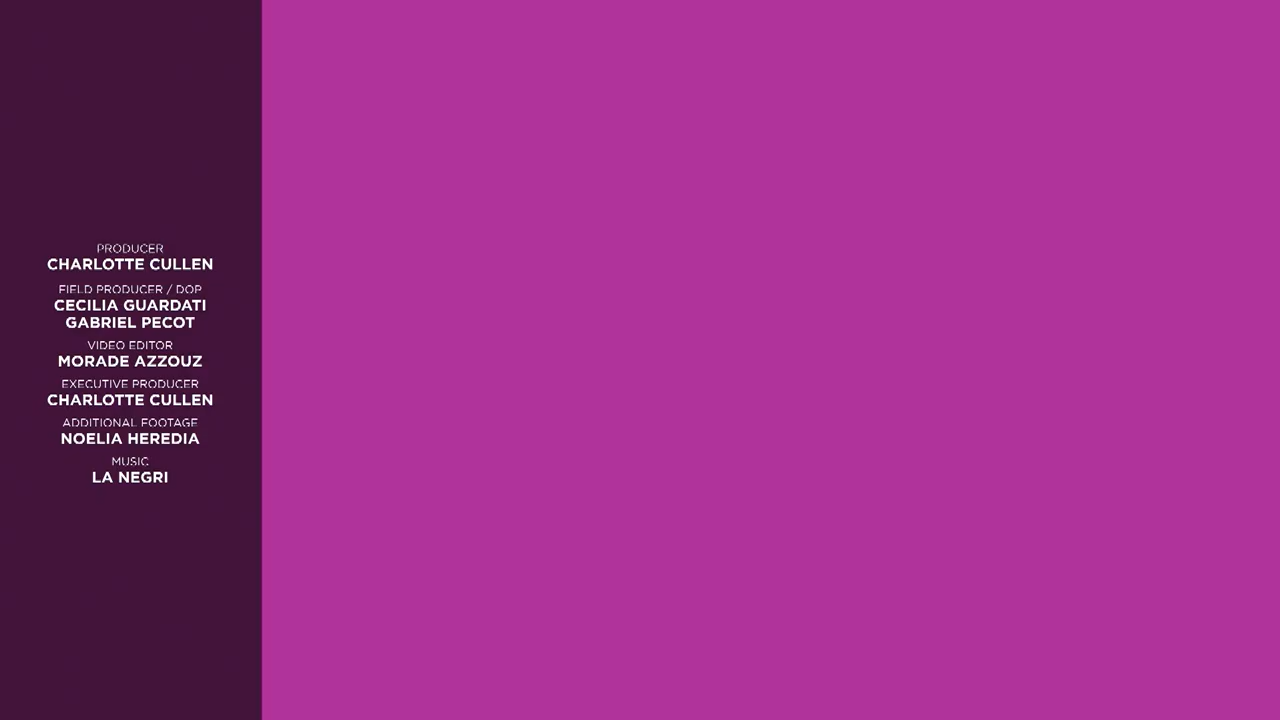 PRODUCER
CHARLOTTE CULLEN
FIELD PRODUCER / DOP
CECILIA GUARDATI
GABRIEL PECOT
VIDEO EDITOR
MORADE AZZOUZ
EXECUTIVE PRODUCER
CHARLOTTE CULLEN
ADDITIONAL FOOTAGE
NOELIA HEREDIA
MUSIC
LA NEGRI